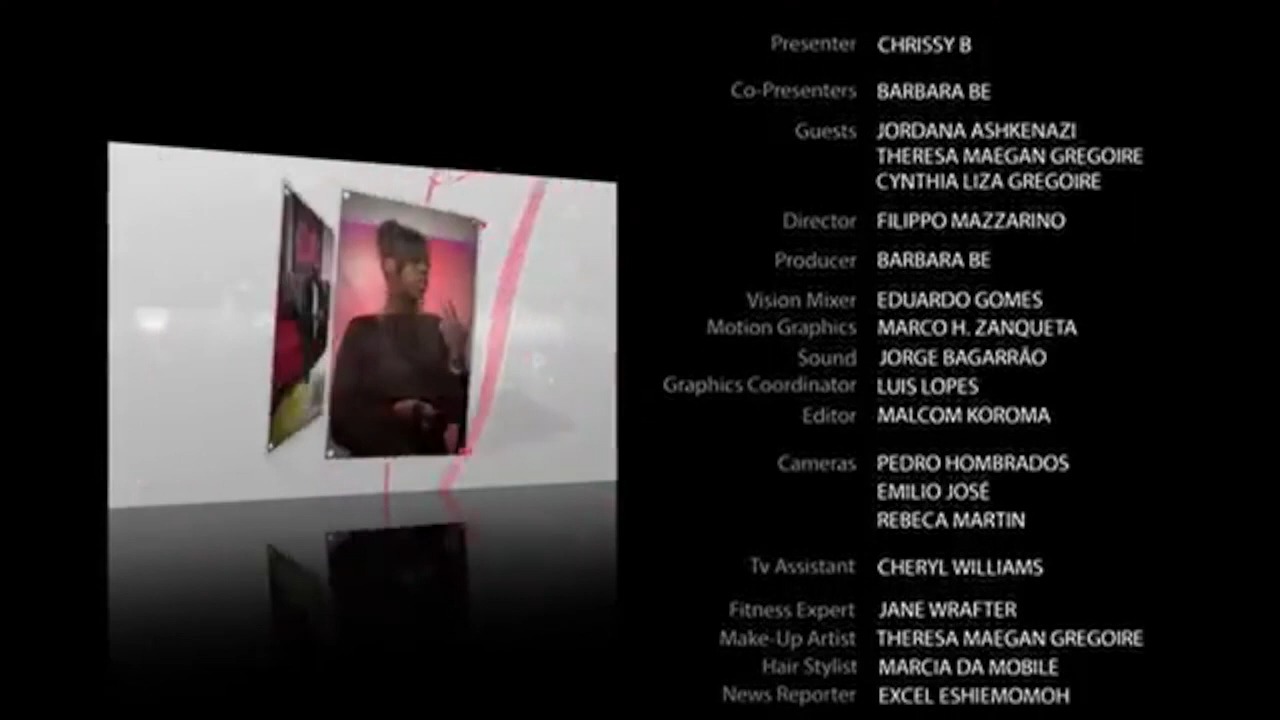 Presenter CHRISSY B
Co-Presenters BARBARA BE
Guests JORDANA ASHKENAZI
THERESA MAEGAN GREGOIRE
CYNTHIA LIZA GREGOIRE
Director FILIPPO MAZZARINO
Producer BARBARA BE
Vision Mixer EDUARDO GOMES
Motion Graphics MARCO H. ZANQUETA
Sound JORGE BAGARRÃO
Graphics Coordinator LUIS LOPES
Editor MALCOM KOROMA
Cameras PEDRO HOMBRADOS
EMILIO JOSÉ
REBECA MARTIN
Tv Assistant CHERYL WILLIAMS
Fitness Expert JANE WRAFTER
Make-Up Artist THERESA MAEGAN GREGOIRE
Hair Stylist MARCIA DA MOBILE
News Reporter EXCEL ESHIEMOMOH